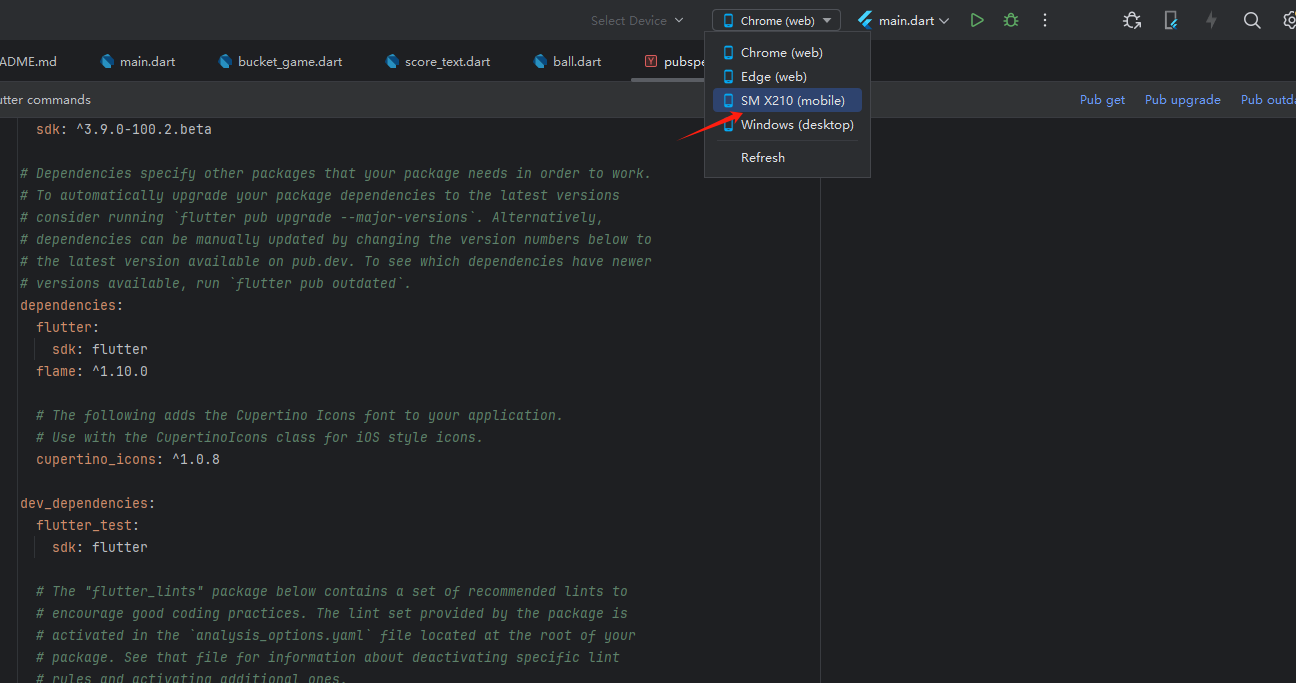 Select Device
Chrome (web)
main.dart
ADME.md
main.dart
bucket_game.dart
score_text.dart
ball.dart
pubspe
Chrome (web)
Edge (web)
SM X210 (mobile)
Windows (desktop)
Refresh
utter commands
Pub get
Pub upgrade
Pub outda
sdk: ^3.9.0-100.2.beta
# Dependencies specify other packages that your package needs in order to work.
# To automatically upgrade your package dependencies to the latest versions
# consider running `flutter pub upgrade --major-versions`. Alternatively,
# dependencies can be manually updated by changing the version numbers below to
# the latest version available on pub.dev. To see which dependencies have newer
# versions available, run `flutter pub outdated`.
dependencies:
flutter:
sdk: flutter
flame: ^1.10.0
# The following adds the Cupertino Icons font to your application.
# Use with the CupertinoIcons class for iOS style icons.
cupertino_icons: ^1.0.8
dev_dependencies:
flutter_test:
sdk: flutter
# The "flutter_lints" package below contains a set of recommended lints to
# encourage good coding practices. The lint set provided by the package is
# activated in the `analysis_options.yaml` file located at the root of your
# package. See that file for information about deactivating specific lint
# rules and activating additional ones.